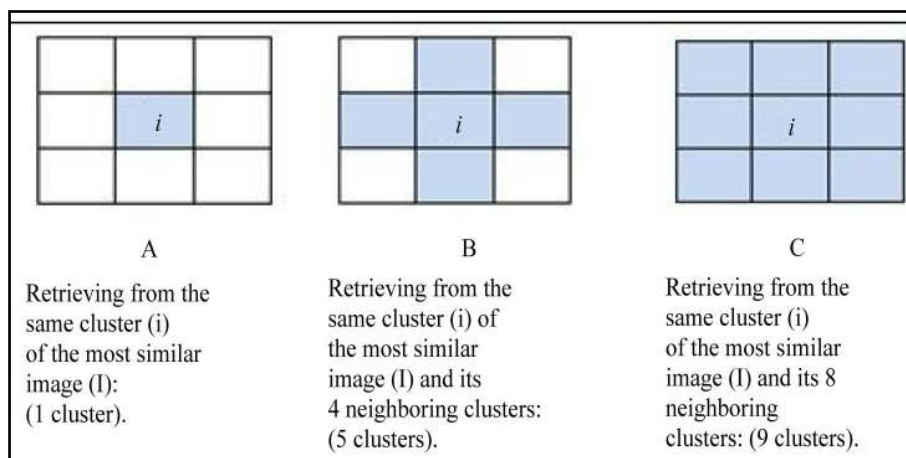 i
i
i
A
Retrieving from the
same cluster (i)
of the most similar
image (I):
(1 cluster).
B
Retrieving from the
same cluster (i) of
the most similar
image (I) and its
4 neighboring clusters:
(5 clusters).
C
Retrieving from the
same cluster (i)
of the most similar
image (I) and its 8
neighboring
clusters: (9 clusters).